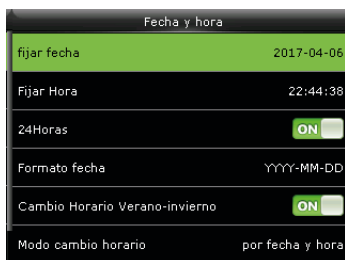 Fecha y hora
fijar fecha 2017-04-06
Fijar Hora 22:44:38
24Horas ON
Formato fecha YYYY-MM-DD
Cambio Horario Verano-invierno ON
Modo cambio horario por fecha y hora